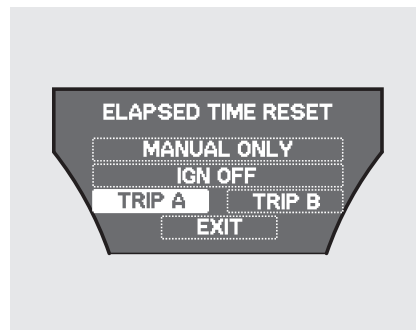 ELAPSED TIME RESET
MANUAL ONLY
IGN OFF
TRIP A TRIP B
EXIT